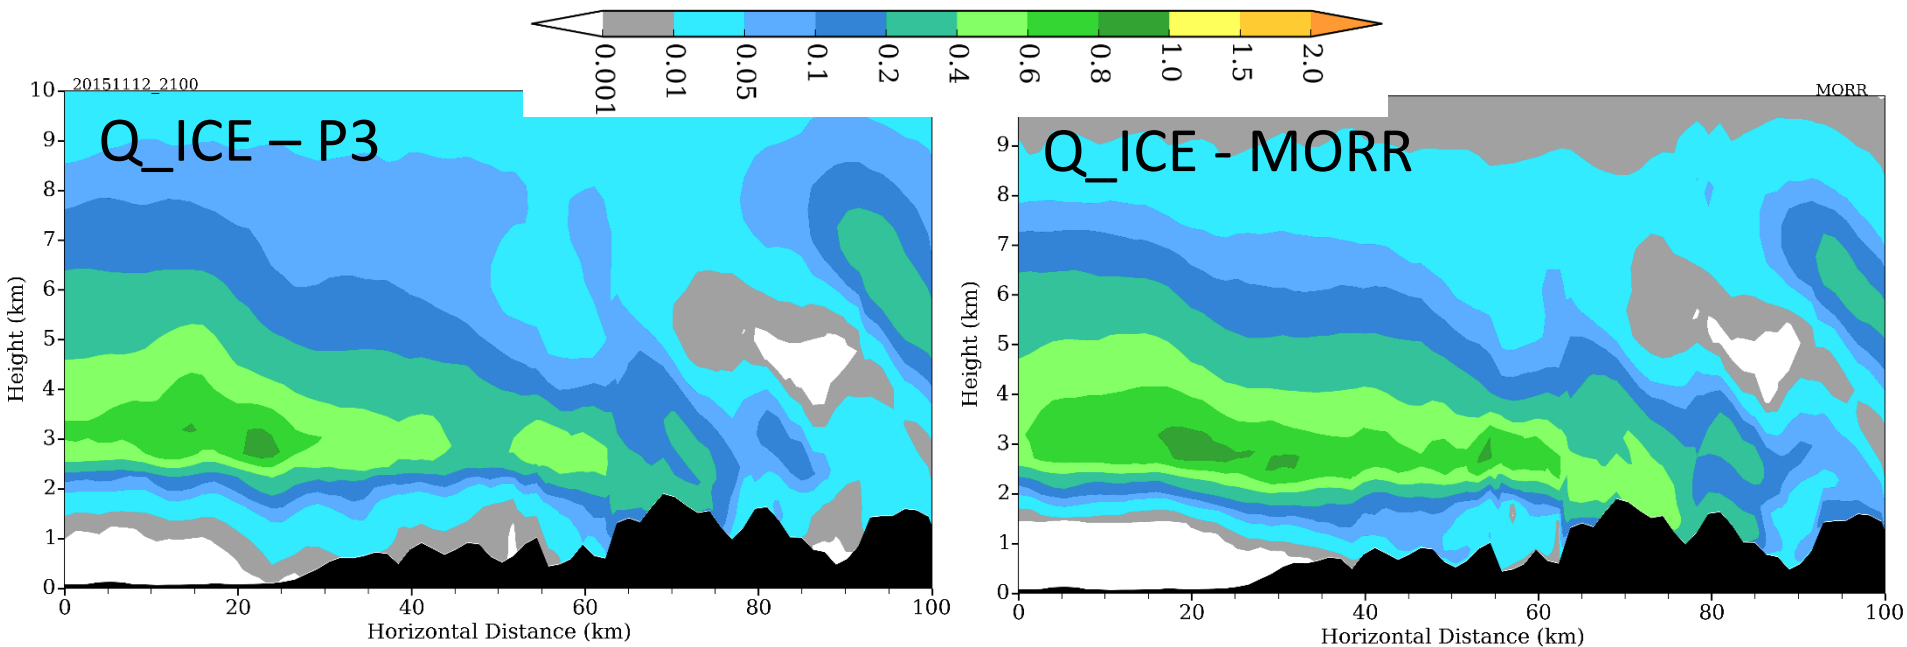 0.001 0.01 0.05 0.1 0.2 0.4 0.6 0.8 1.0 1.5 2.0
20151112_2100
MORR
Q_ICE – P3
Q_ICE - MORR
10
9
8
7
6
5
4
3
2
1
0
Height (km)
0 20 40 60 80 100
Horizontal Distance (km)
9
8
7
6
5
4
3
2
1
0
Height (km)
0 20 40 60 80 100
Horizontal Distance (km)